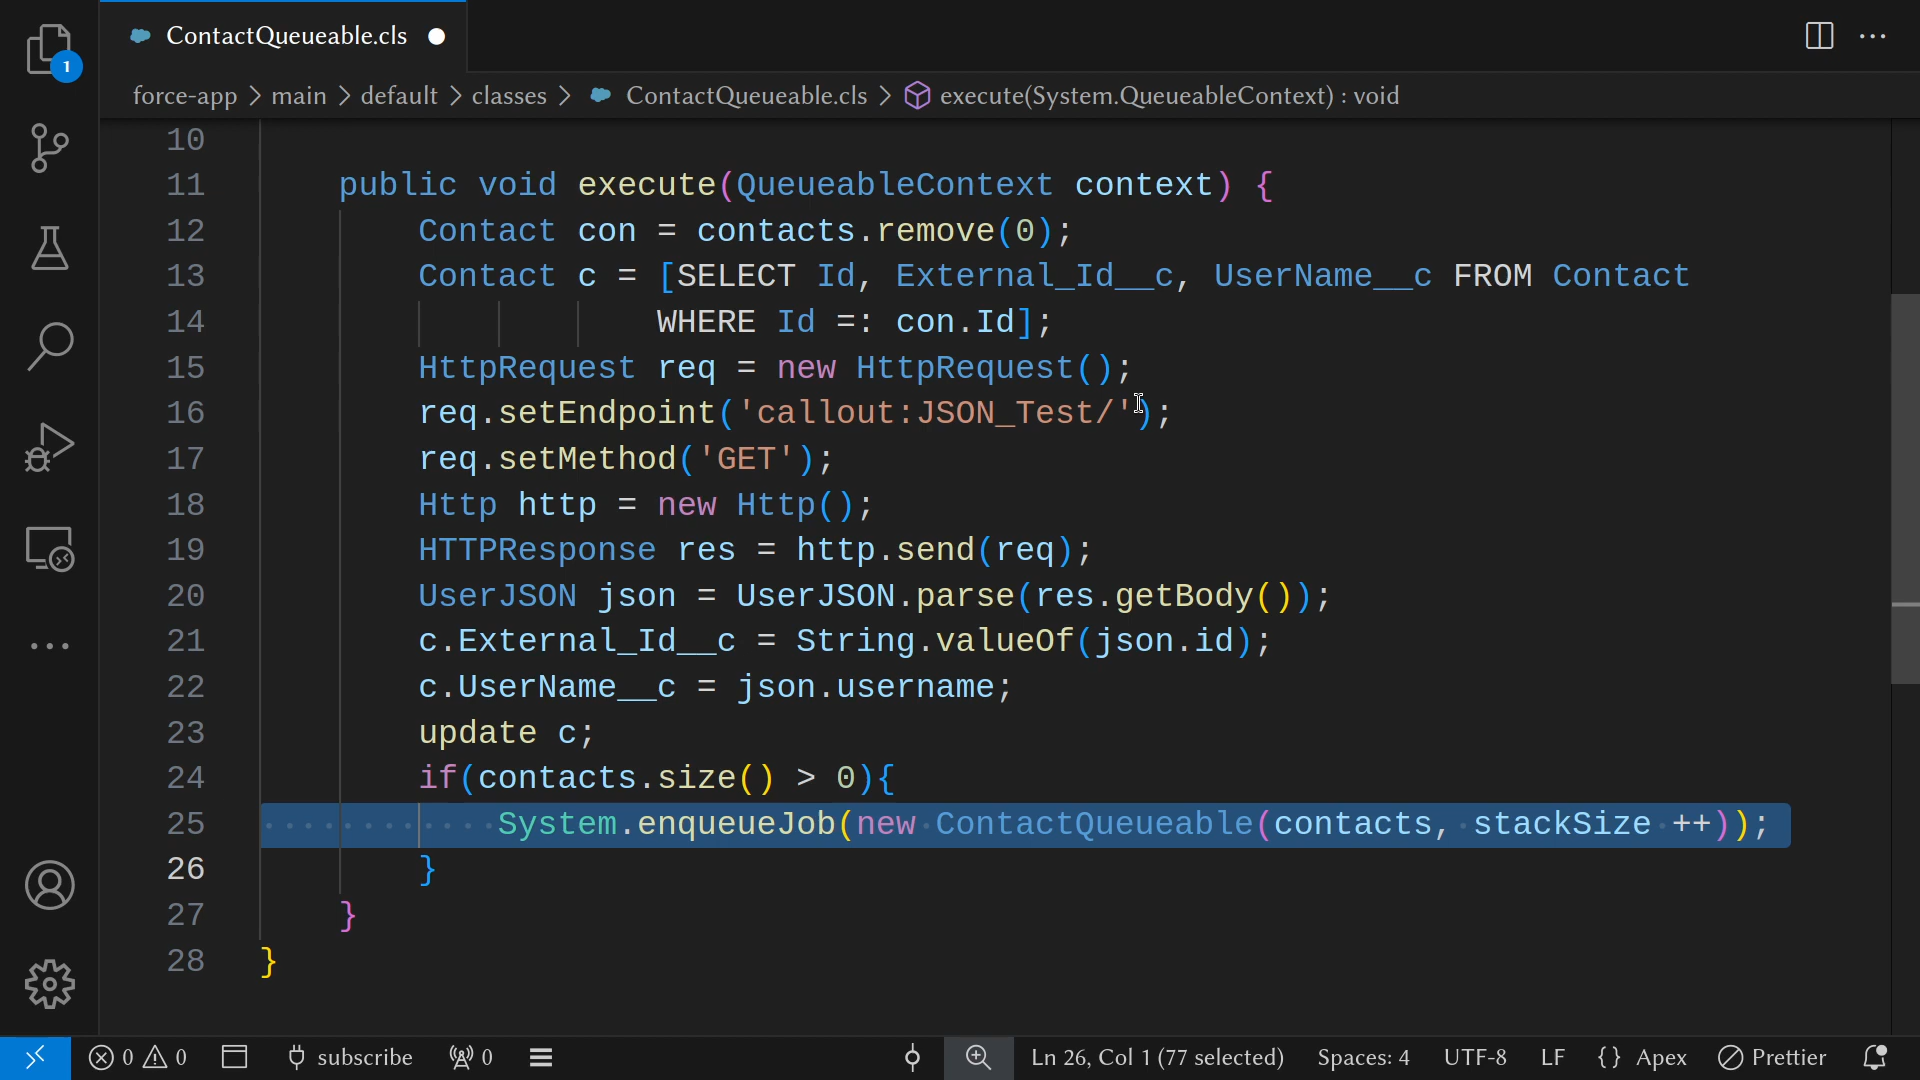 ContactQueueable.cls
1
force-app > main > default > classes > ContactQueueable.cls > execute(System.QueueableContext) : void
10
11 public void execute(QueueableContext context) {
12 Contact con = contacts.remove(0);
13 Contact c = [SELECT Id, External_Id__c, UserName__c FROM Contact
14 WHERE Id =: con.Id];
15 HttpRequest req = new HttpRequest();
16 req.setEndpoint('callout:JSON_Test/');
17 req.setMethod('GET');
18 Http http = new Http();
19 HTTPResponse res = http.send(req);
20 UserJSON json = UserJSON.parse(res.getBody());
21 c.External_Id__c = String.valueOf(json.id);
22 c.UserName__c = json.username;
23 update c;
24 if(contacts.size() > 0){
25 System.enqueueJob(new ContactQueueable(contacts, stackSize ++));
26 }
27 }
28 }
0 0 subscribe 0 Ln 26, Col 1 (77 selected) Spaces: 4 UTF-8 LF {} Apex Prettier